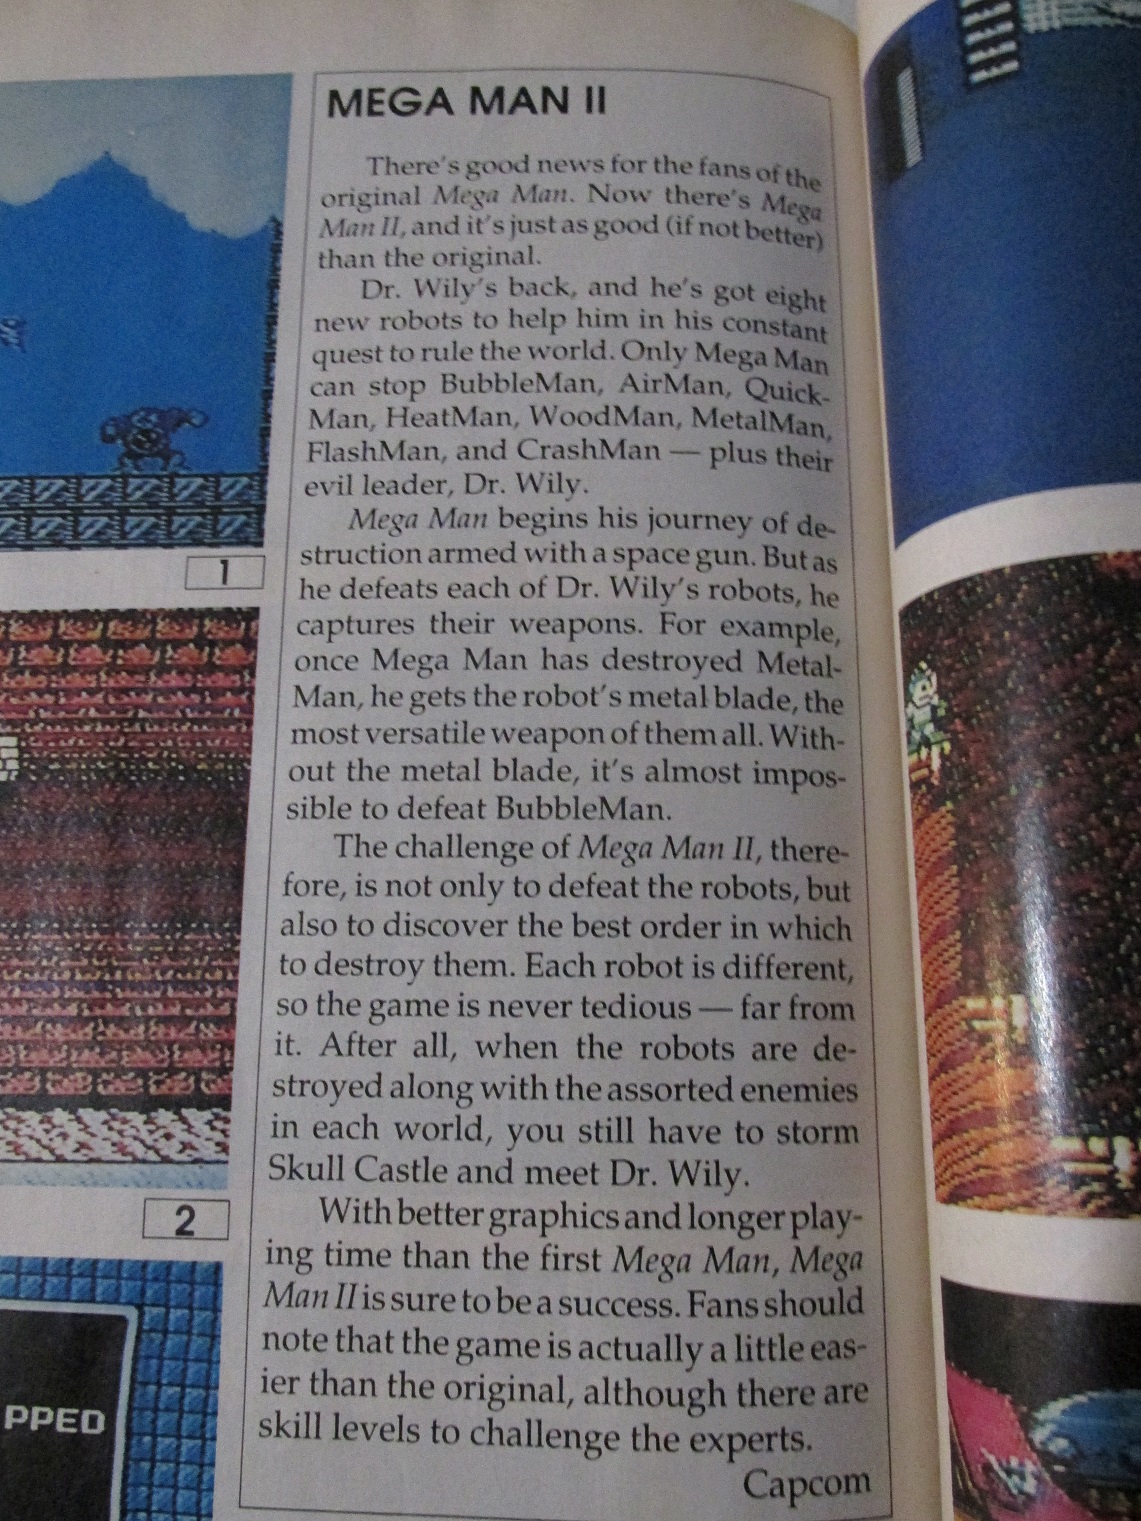 MEGA MAN II
There's good news for the fans of the
original Mega Man. Now there's Mega
Man II, and it's just as good (if not better)
than the original.
Dr. Wily's back, and he's got eight
new robots to help him in his constant
quest to rule the world. Only Mega Man
can stop BubbleMan, AirMan, Quick-
Man, HeatMan, WoodMan, MetalMan,
FlashMan, and CrashMan — plus their
evil leader, Dr. Wily.
Mega Man begins his journey of de-
struction armed with a space gun. But as
he defeats each of Dr. Wily's robots, he
captures their weapons. For example,
once Mega Man has destroyed Metal-
Man, he gets the robot's metal blade, the
most versatile weapon of them all. With-
out the metal blade, it's almost impos-
sible to defeat BubbleMan.
The challenge of Mega Man II, there-
fore, is not only to defeat the robots, but
also to discover the best order in which
to destroy them. Each robot is different,
so the game is never tedious — far from
it. After all, when the robots are de-
stroyed along with the assorted enemies
in each world, you still have to storm
Skull Castle and meet Dr. Wily.
With better graphics and longer play-
ing time than the first Mega Man, Mega
Man II is sure to be a success. Fans should
note that the game is actually a little eas-
ier than the original, although there are
skill levels to challenge the experts.
Capcom
1
2
PPED